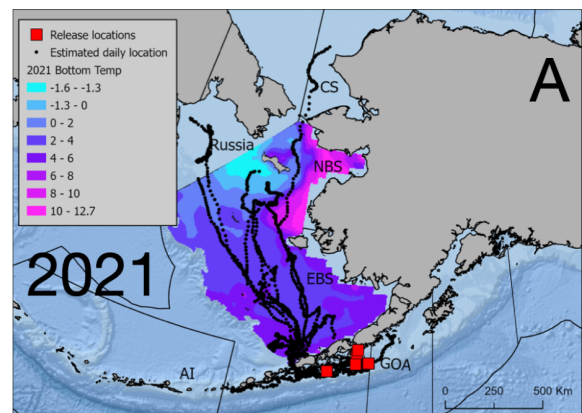 Release locations
Estimated daily location
2021 Bottom Temp
-1.6 - -1.3
-1.3 - 0
0 - 2
2 - 4
4 - 6
6 - 8
8 - 10
10 - 12.7
A
CS
Russia
NBS
2021
EBS
AI
GOA
0 250 500 Km